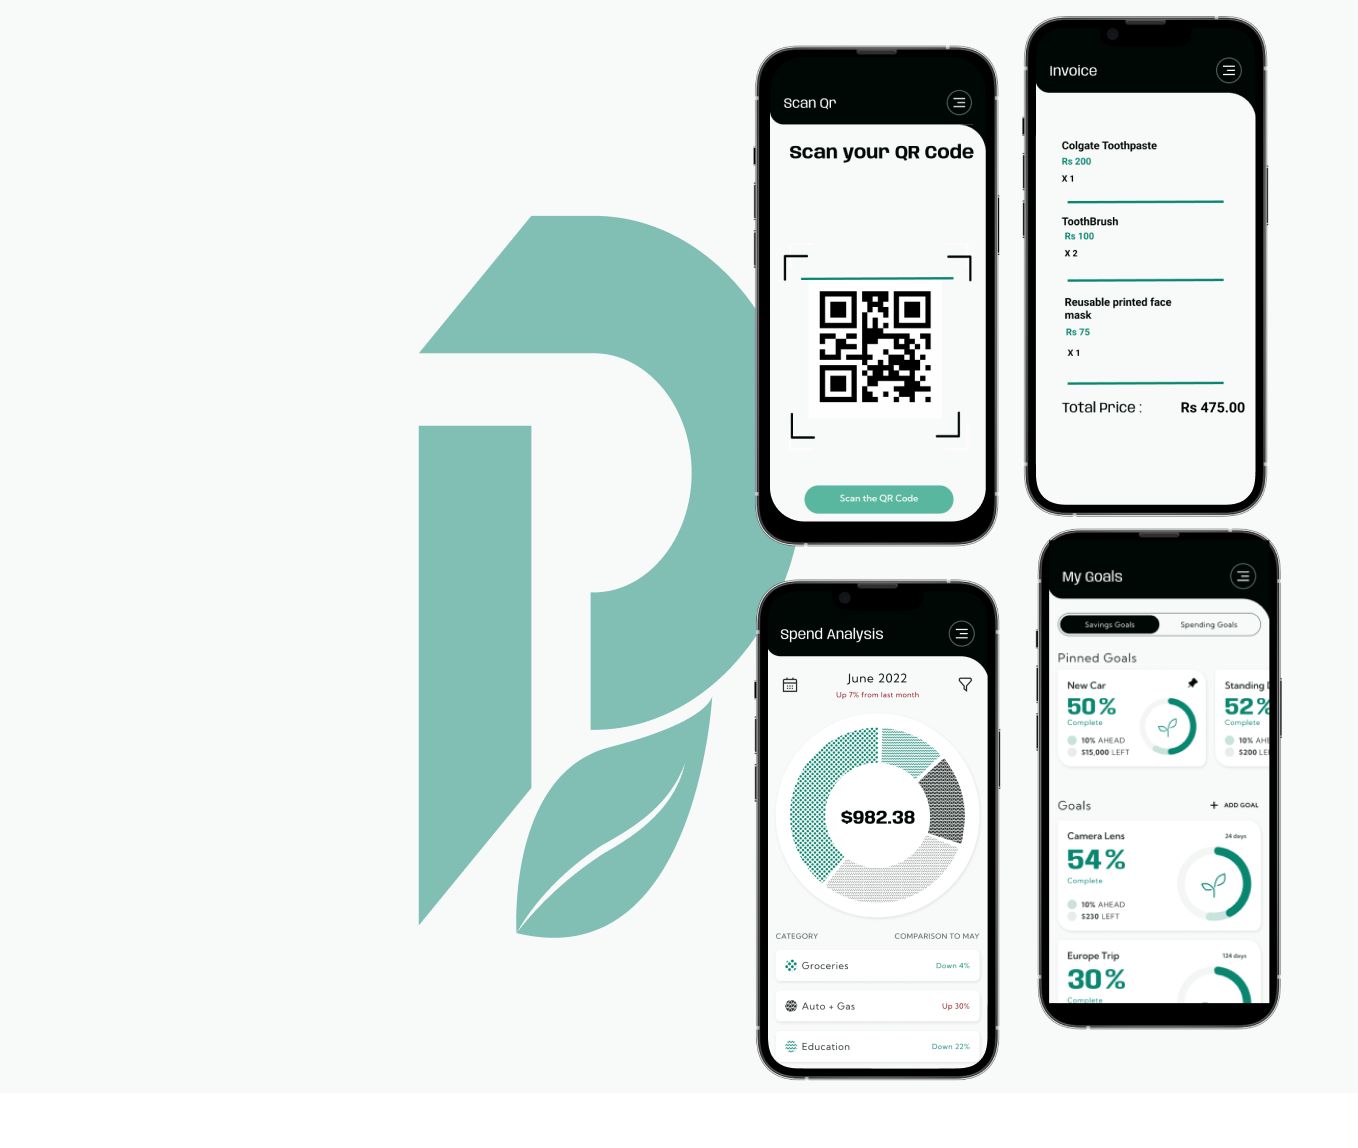 Scan Qr
Scan your QR Code
Scan the QR Code
Invoice
Colgate Toothpaste
Rs 200
X 1
ToothBrush
Rs 100
X 2
Reusable printed face
mask
Rs 75
X 1
Total Price : Rs 475.00
Spend Analysis
June 2022
Up 7% from last month
$982.38
CATEGORY COMPARISON TO MAY
Groceries Down 4%
Auto + Gas Up 30%
Education Down 22%
My Goals
Savings Goals Spending Goals
Pinned Goals
New Car
50%
Complete
10% AHEAD
$15,000 LEFT
Standing
52%
Complete
10% AHE
$200 LE
Goals + ADD GOAL
Camera Lens 24 days
54%
Complete
10% AHEAD
$230 LEFT
Europe Trip 124 days
30%
Complete